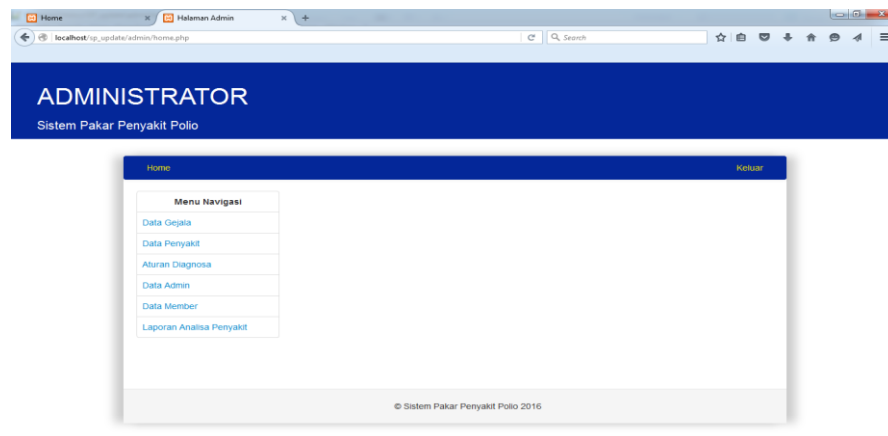 Home
Halaman Admin
localhost/sp_update/admin/home.php
Search
ADMINISTRATOR
Sistem Pakar Penyakit Polio
Home
Keluar
Menu Navigasi
Data Gejala
Data Penyakit
Aturan Diagnosa
Data Admin
Data Member
Laporan Analisa Penyakit
© Sistem Pakar Penyakit Polio 2016